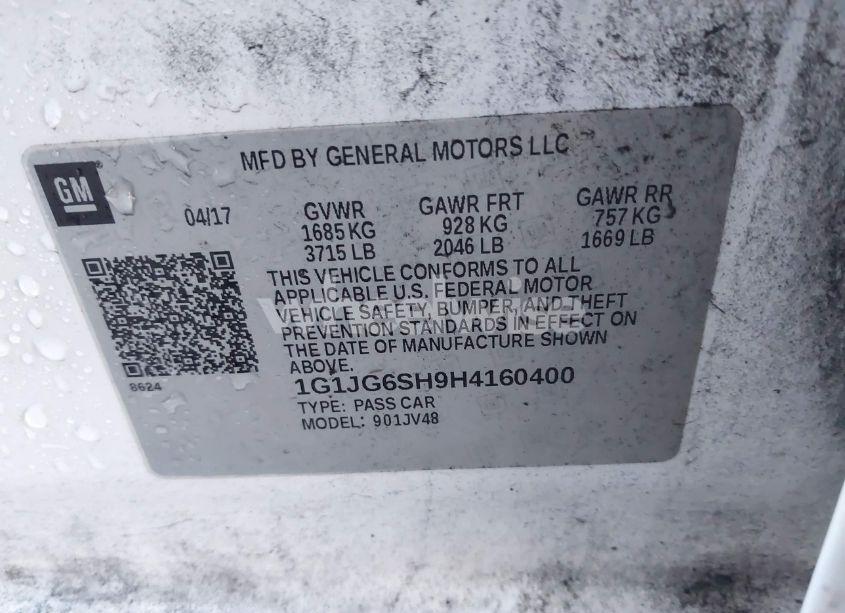 MFD BY GENERAL MOTORS LLC
GM
04/17
GVWR
1685 KG
3715 LB
GAWR FRT
928 KG
2046 LB
GAWR RR
757 KG
1669 LB
THIS VEHICLE CONFORMS TO ALL
APPLICABLE U.S. FEDERAL MOTOR
VEHICLE SAFETY, BUMPER, AND THEFT
PREVENTION STANDARDS IN EFFECT ON
THE DATE OF MANUFACTURE SHOWN
ABOVE.
8624
1G1JG6SH9H4160400
TYPE: PASS CAR
MODEL: 901JV48